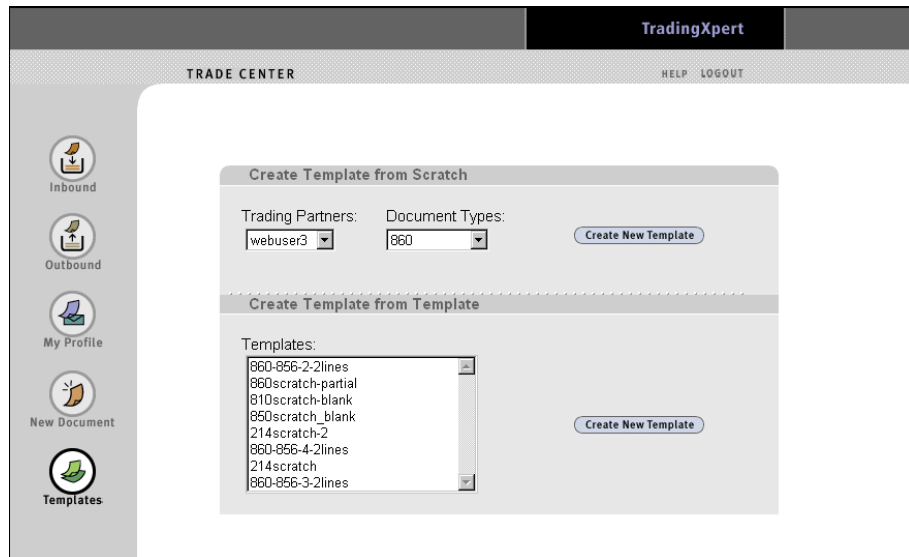 TradingXpert
TRADE CENTER
HELP LOGOUT
Inbound
Outbound
My Profile
New Document
Templates
Create Template from Scratch
Trading Partners: Document Types:
webuser3 860 Create New Template
Create Template from Template
Templates:
860-856-2-2lines
860scratch-partial
810scratch-blank
850scratch_blank
214scratch-2
860-856-4-2lines
214scratch
860-856-3-2lines
Create New Template